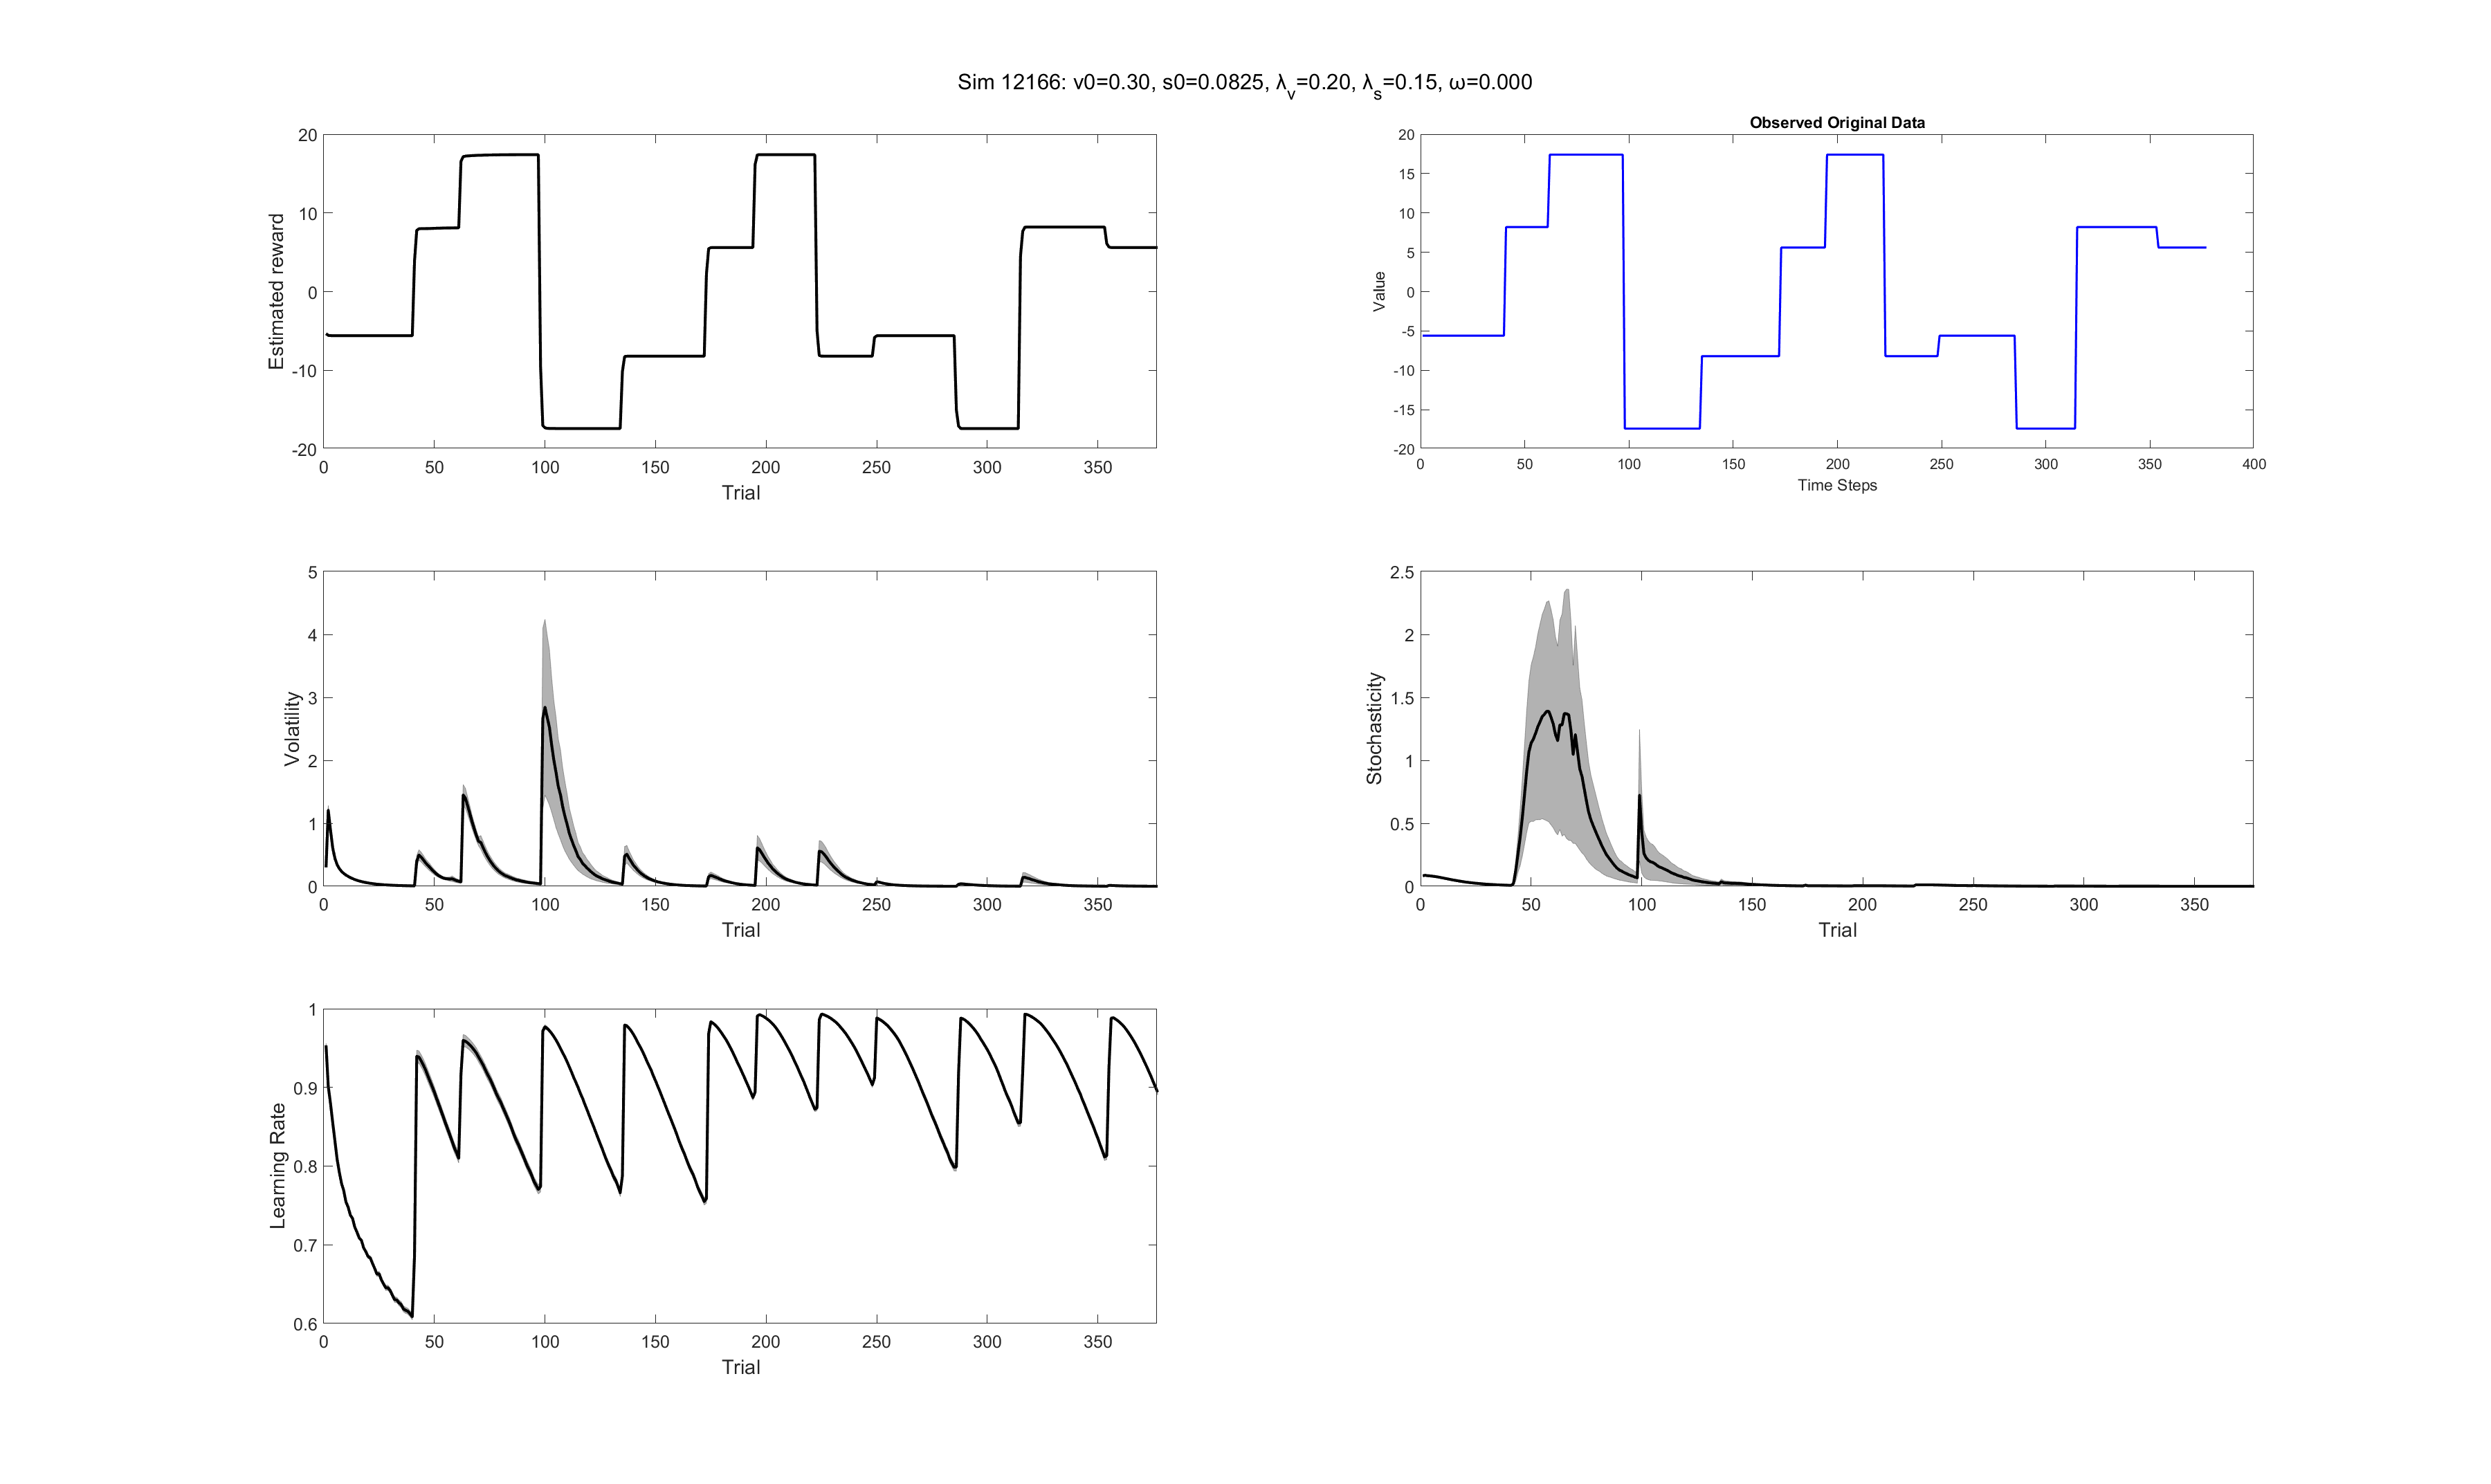 Sim 12166: v0=0.30, s0=0.0825, λv=0.20, λs=0.15, ω=0.000
20
10
0
-10
-20
Estimated reward
0 50 100 150 200 250 300 350
Trial
Observed Original Data
20
15
10
5
0
-5
-10
-15
-20
Value
0 50 100 150 200 250 300 350 400
Time Steps
5
4
3
2
1
0
Volatility
0 50 100 150 200 250 300 350
Trial
2.5
2
1.5
1
0.5
0
Stochasticity
0 50 100 150 200 250 300 350
Trial
1
0.9
0.8
0.7
0.6
Learning Rate
0 50 100 150 200 250 300 350
Trial